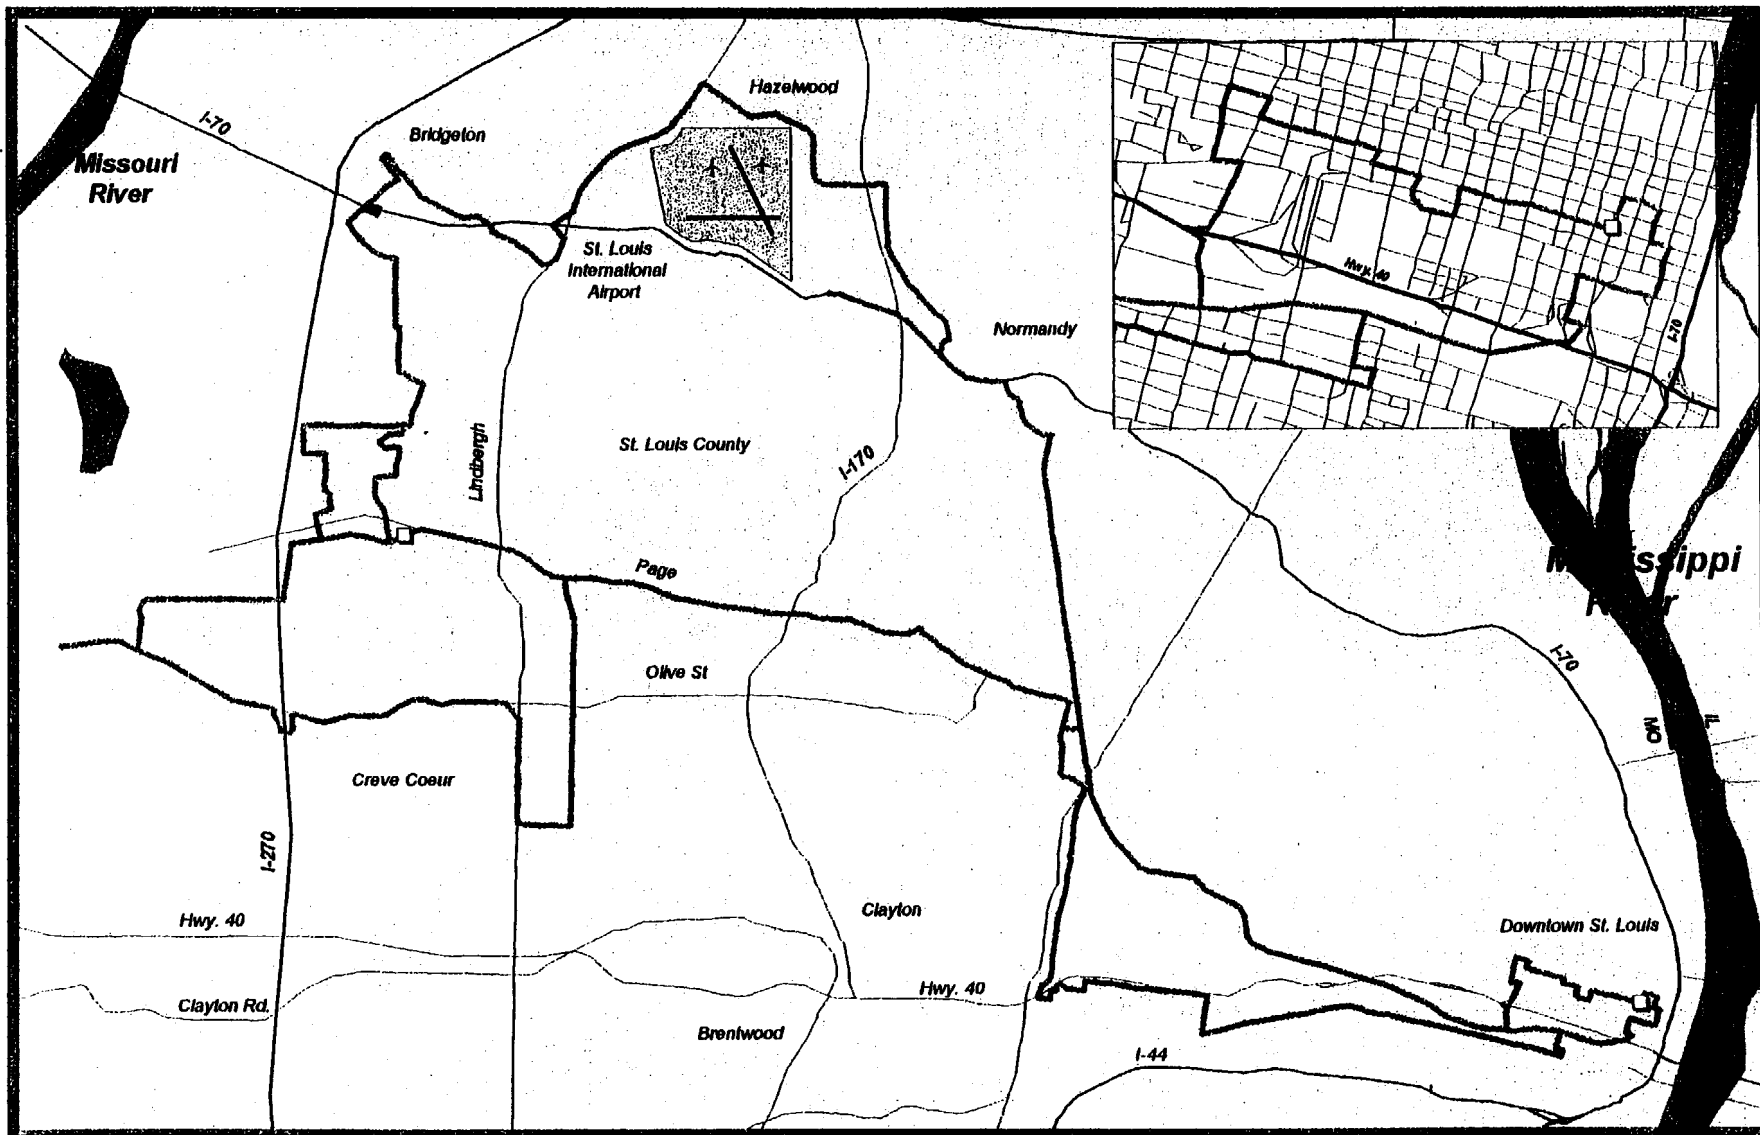 Hazelwood
Bridgeton
I-70
Missouri
River
St. Louis
International
Airport
Hwy. 40
I-70
Normandy
Lindbergh
St. Louis County
I-170
Page
Mississippi
River
I-70
Olive St
IL
MO
Creve Coeur
I-270
Clayton
Hwy. 40
Downtown St. Louis
Hwy. 40
Clayton Rd.
Brentwood
I-44